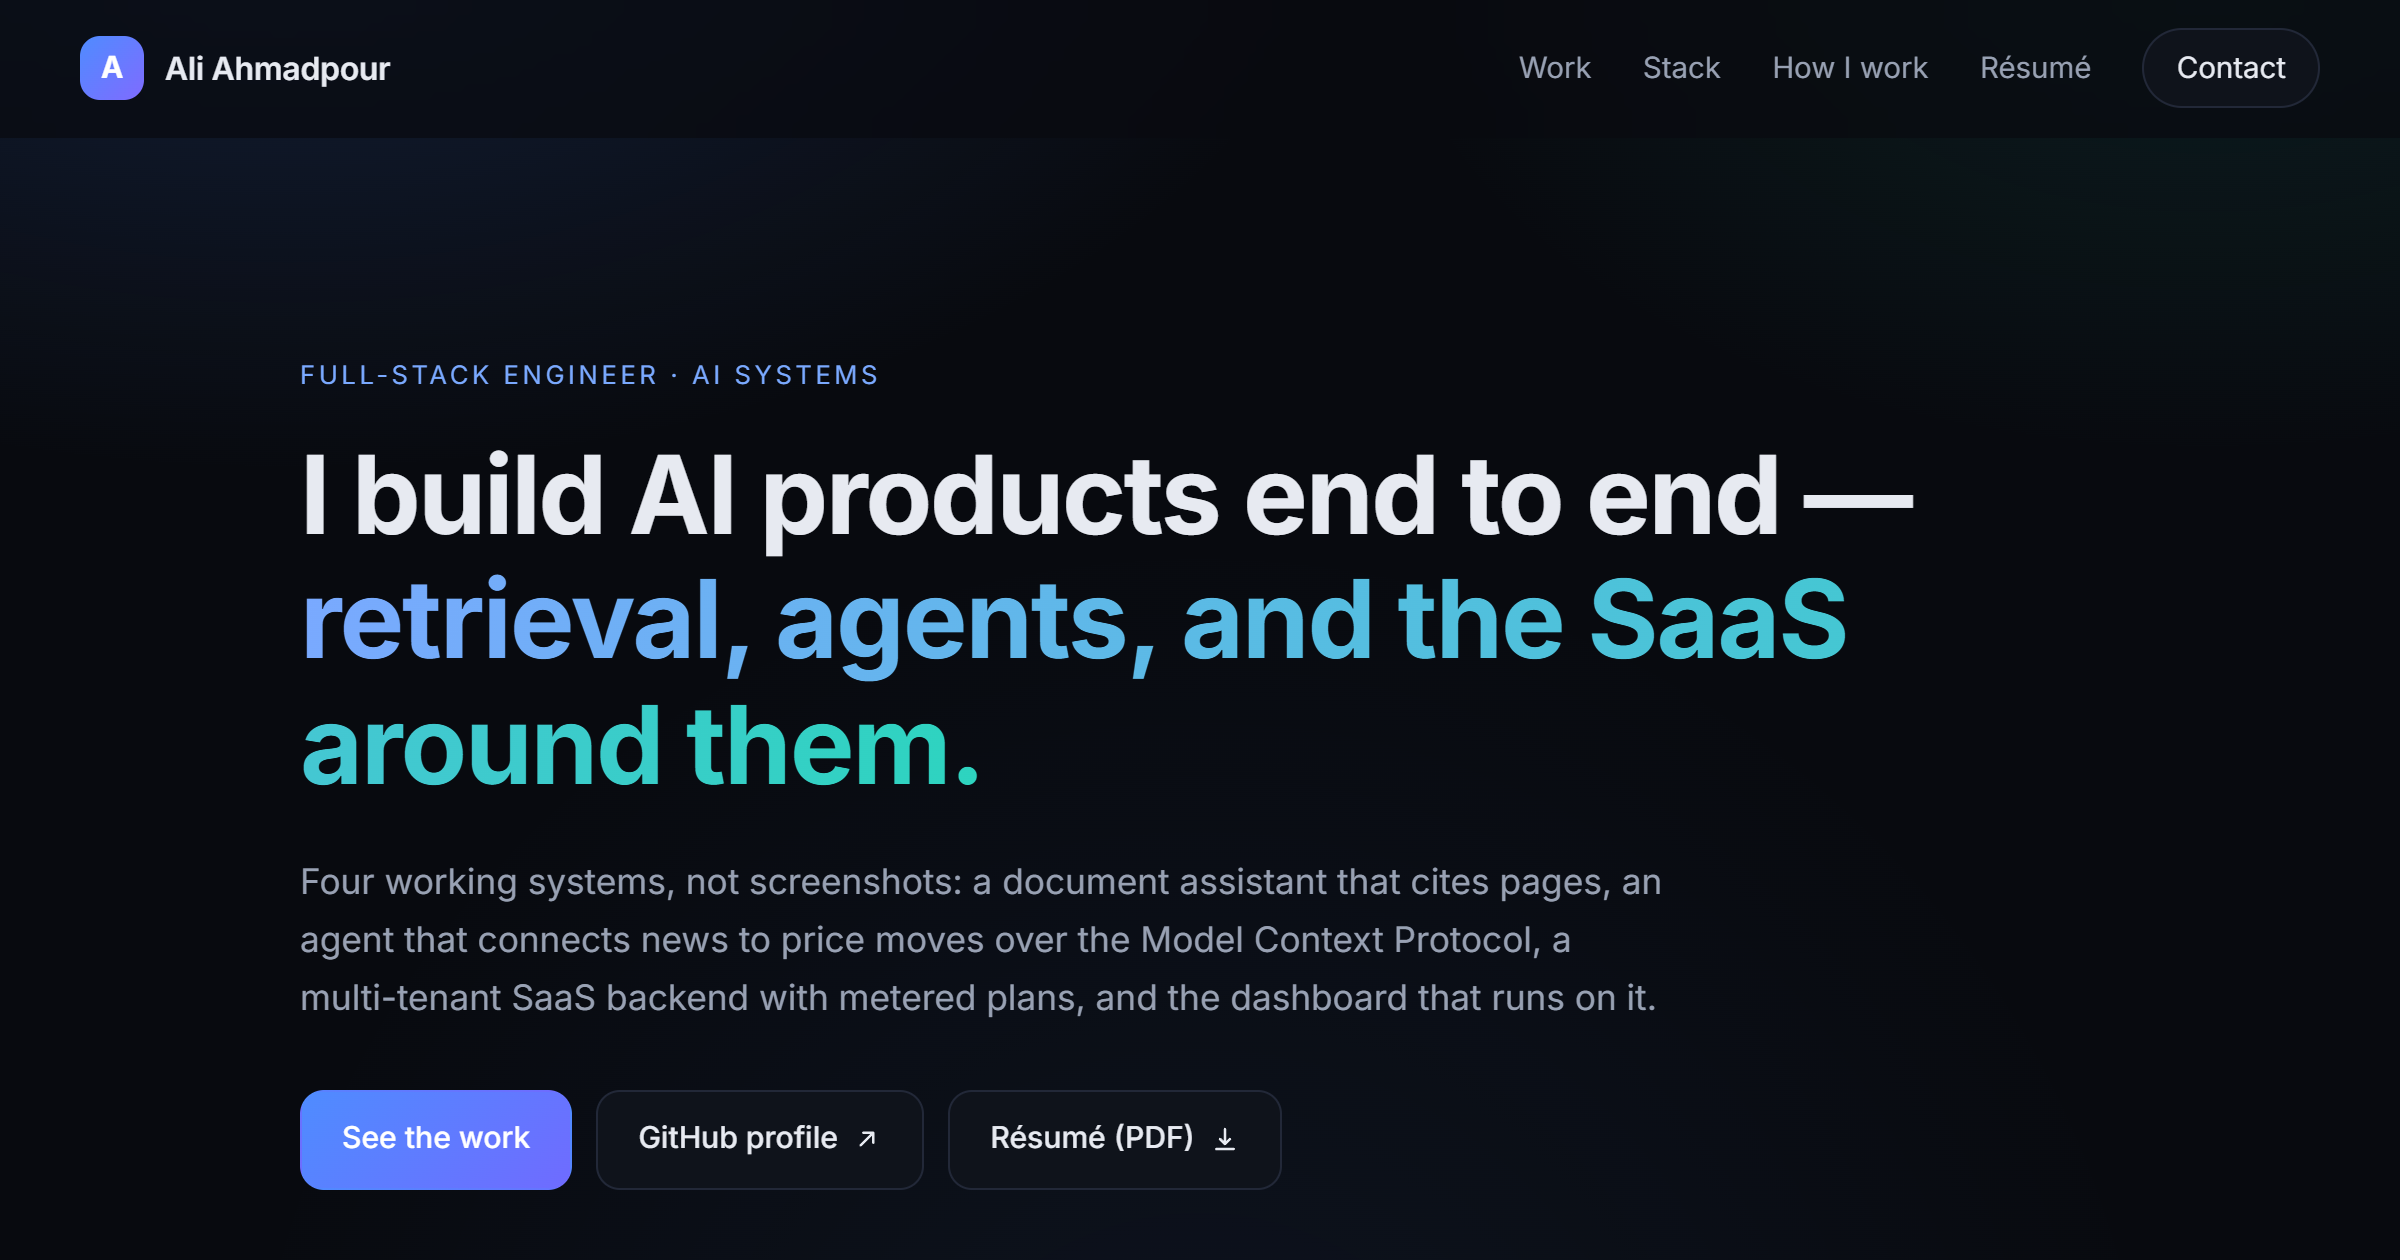 A
Ali Ahmadpour
Work
Stack
How I work
Résumé
Contact
FULL-STACK ENGINEER · AI SYSTEMS
I build AI products end to end —
retrieval, agents, and the SaaS
around them.
Four working systems, not screenshots: a document assistant that cites pages, an
agent that connects news to price moves over the Model Context Protocol, a
multi-tenant SaaS backend with metered plans, and the dashboard that runs on it.
See the work
GitHub profile ↗
Résumé (PDF) ↓